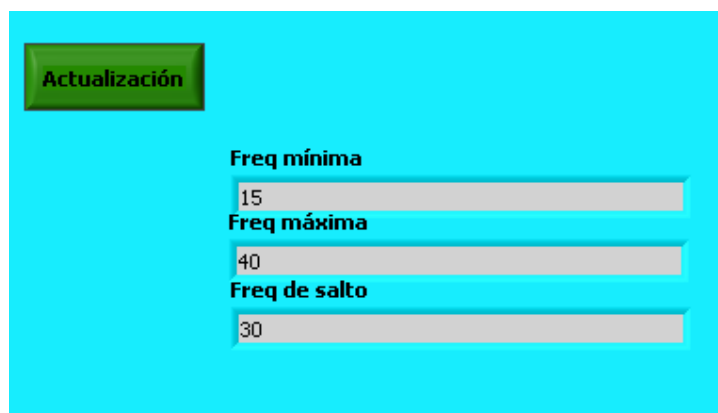 Actualización
Freq mínima
15
Freq máxima
40
Freq de salto
30